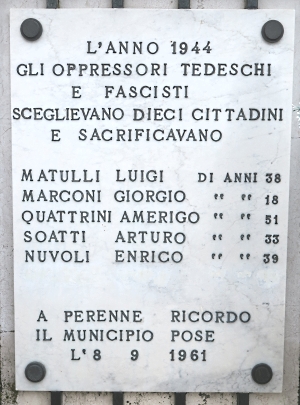 L'ANNO 1944
GLI OPPRESSORI TEDESCHI
E FASCISTI
SCEGLIEVANO DIECI CITTADINI
E SACRIFICAVANO
MATULLI LUIGI DI ANNI 38
MARCONI GIORGIO " " 18
QUATTRINI AMERIGO " " 51
SOATTI ARTURO " " 33
NUVOLI ENRICO " " 39
A PERENNE RICORDO
IL MUNICIPIO POSE
L'8 9 1961